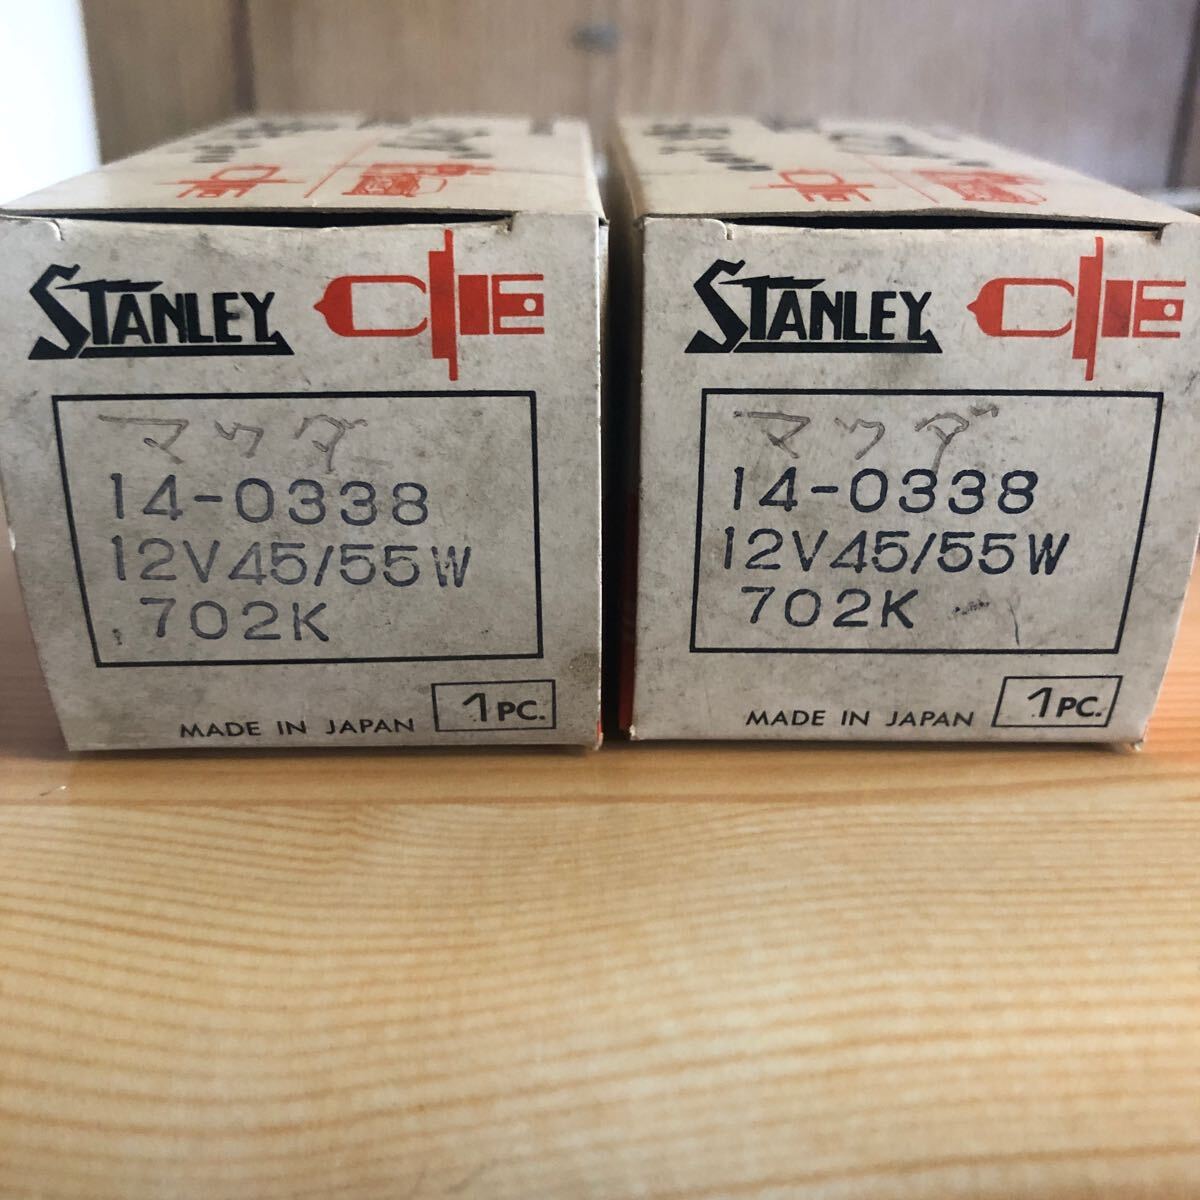 STANLEY
マツダ
14-0338
12V45/55W
702K
MADE IN JAPAN
1PC.
STANLEY
マツダ
14-0338
12V45/55W
702K
MADE IN JAPAN
1PC.